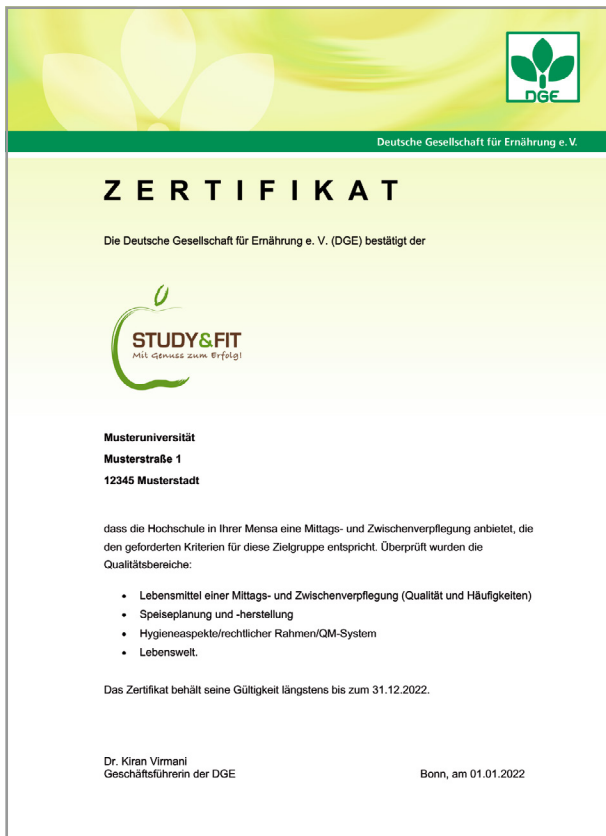 DGE
Deutsche Gesellschaft für Ernährung e. V.
ZERTIFIKAT
Die Deutsche Gesellschaft für Ernährung e. V. (DGE) bestätigt der
STUDY&FIT
Mit Genuss zum Erfolg!
Musteruniversität
Musterstraße 1
12345 Musterstadt
dass die Hochschule in Ihrer Mensa eine Mittags- und Zwischenverpflegung anbietet, die
den geforderten Kriterien für diese Zielgruppe entspricht. Überprüft wurden die
Qualitätsbereiche:
• Lebensmittel einer Mittags- und Zwischenverpflegung (Qualität und Häufigkeiten)
• Speiseplanung und -herstellung
• Hygieneaspekte/rechtlicher Rahmen/QM-System
• Lebenswelt.
Das Zertifikat behält seine Gültigkeit längstens bis zum 31.12.2022.
Dr. Kiran Virmani
Geschäftsführerin der DGE Bonn, am 01.01.2022